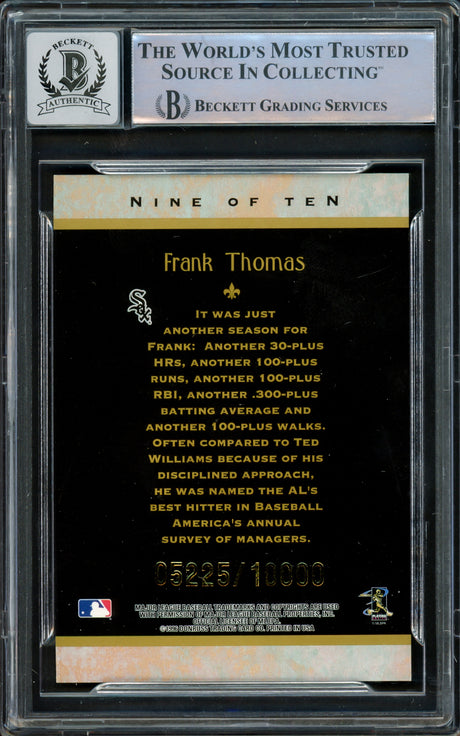 BECKETT
B
AUTHENTIC
THE WORLD'S MOST TRUSTED
SOURCE IN COLLECTING™
B BECKETT GRADING SERVICES
NINE OF TEN
Frank Thomas
Sox
IT WAS JUST
ANOTHER SEASON FOR
FRANK: ANOTHER 30-PLUS
HRS, ANOTHER 100-PLUS
RUNS, ANOTHER 100-PLUS
RBI, ANOTHER .300-PLUS
BATTING AVERAGE AND
ANOTHER 100-PLUS WALKS.
OFTEN COMPARED TO TED
WILLIAMS BECAUSE OF HIS
DISCIPLINED APPROACH,
HE WAS NAMED THE AL'S
BEST HITTER IN BASEBALL
AMERICA'S ANNUAL
SURVEY OF MANAGERS.
05225/10000
MAJOR LEAGUE BASEBALL TRADEMARKS AND COPYRIGHTS ARE USED
WITH PERMISSION OF MAJOR LEAGUE BASEBALL PROPERTIES, INC.
OFFICIAL LICENSEE OF MLBPA.
©1996 DONRUSS TRADING CARD CO. PRINTED IN USA